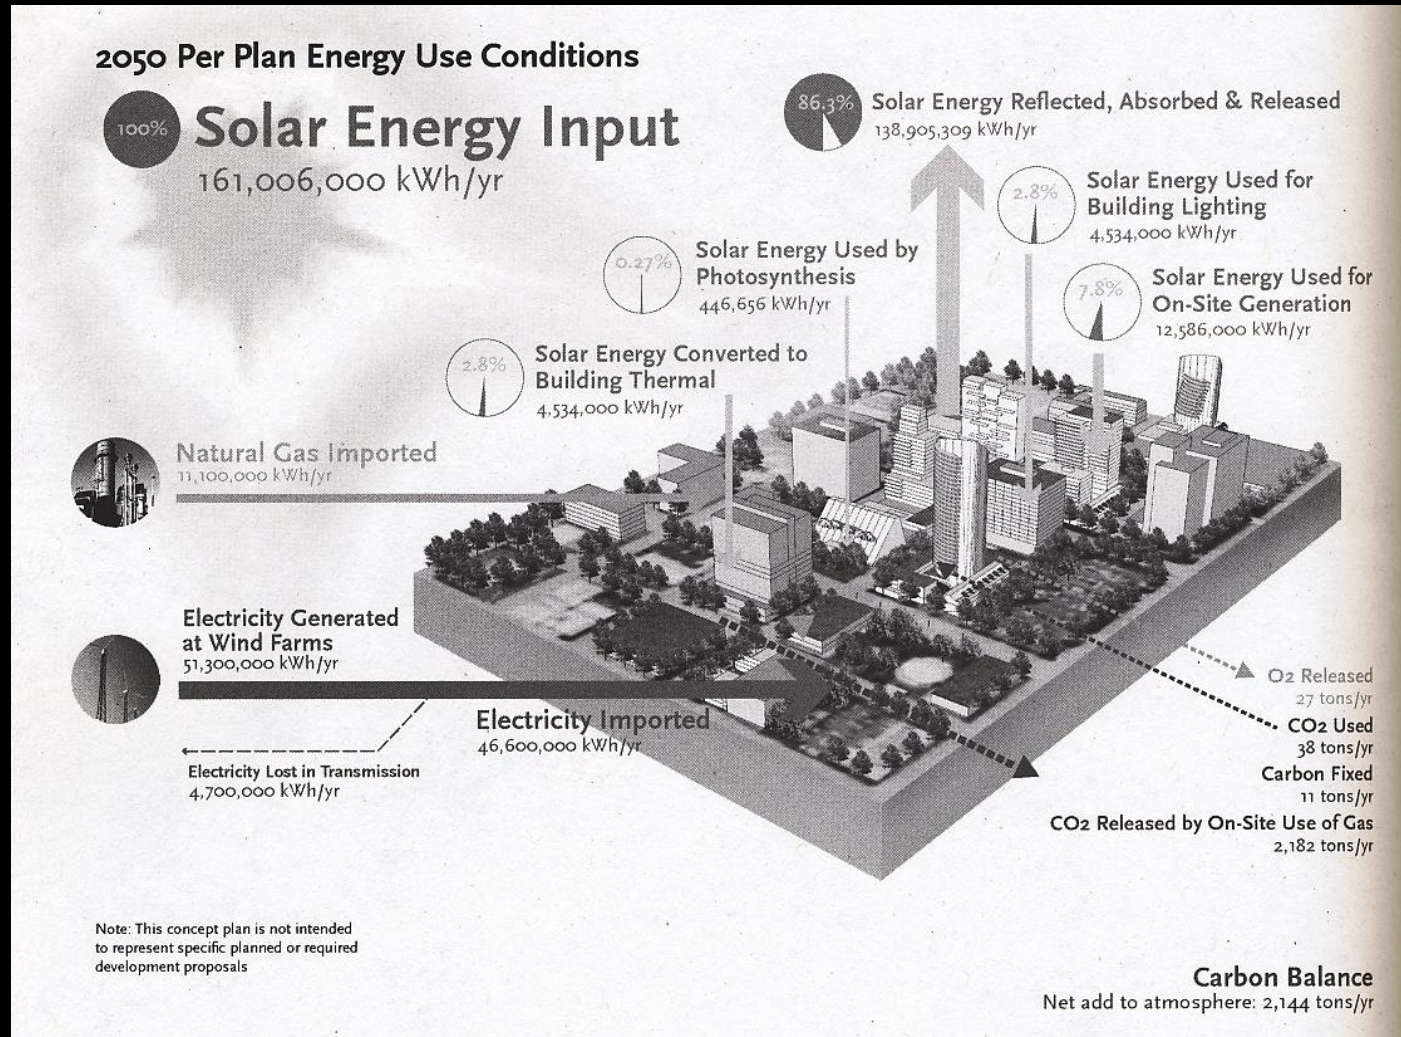 2050 Per Plan Energy Use Conditions
100%
Solar Energy Input
161,006,000 kWh/yr
86.3%
Solar Energy Reflected, Absorbed & Released
138,905,309 kWh/yr
2.8%
Solar Energy Used for
Building Lighting
4,534,000 kWh/yr
0.27%
Solar Energy Used by
Photosynthesis
446,656 kWh/yr
7.8%
Solar Energy Used for
On-Site Generation
12,586,000 kWh/yr
2.8%
Solar Energy Converted to
Building Thermal
4,534,000 kWh/yr
Natural Gas Imported
11,100,000 kWh/yr
Electricity Generated
at Wind Farms
51,300,000 kWh/yr
Electricity Imported
46,600,000 kWh/yr
Electricity Lost in Transmission
4,700,000 kWh/yr
O2 Released
27 tons/yr
CO2 Used
38 tons/yr
Carbon Fixed
11 tons/yr
CO2 Released by On-Site Use of Gas
2,182 tons/yr
Note: This concept plan is not intended
to represent specific planned or required
development proposals
Carbon Balance
Net add to atmosphere: 2,144 tons/yr